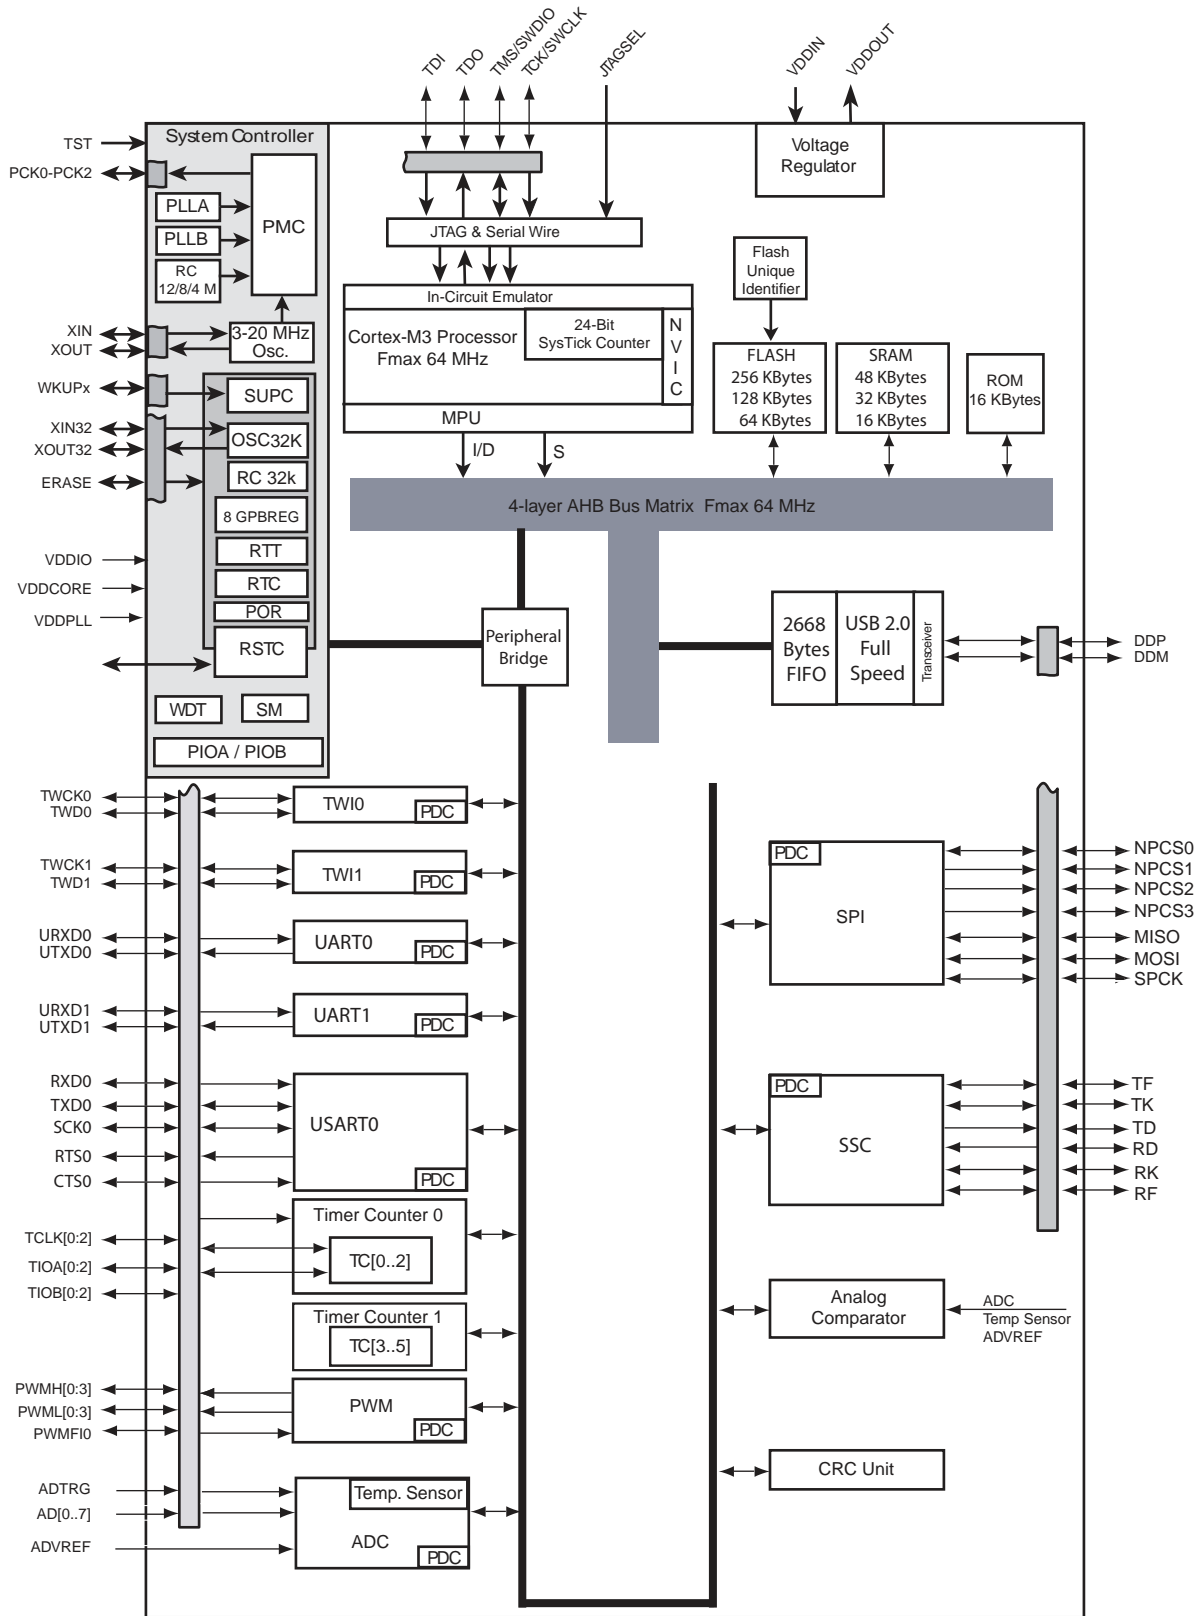 TDI
TDO
TMS/SWDIO
TCK/SWCLK
JTAGSEL
VDDIN
VDDOUT
System Controller
TST
PCK0-PCK2
PLLA
PLLB
RC
12/8/4 M
PMC
XIN
XOUT
3-20 MHz
Osc.
WKUPx
SUPC
XIN32
XOUT32
OSC32K
ERASE
RC 32k
8 GPBREG
RTT
VDDIO
RTC
VDDCORE
POR
VDDPLL
RSTC
WDT
SM
PIOA / PIOB
Voltage
Regulator
JTAG & Serial Wire
In-Circuit Emulator
Cortex-M3 Processor
Fmax 64 MHz
24-Bit
SysTick Counter
N
V
I
C
MPU
I/D
S
Flash
Unique
Identifier
FLASH
256 KBytes
128 KBytes
64 KBytes
SRAM
48 KBytes
32 KBytes
16 KBytes
ROM
16 KBytes
4-layer AHB Bus Matrix Fmax 64 MHz
Peripheral
Bridge
2668
Bytes
FIFO
USB 2.0
Full
Speed
Transceiver
DDP
DDM
TWCK0
TWD0
TWI0
PDC
TWCK1
TWD1
TWI1
PDC
URXD0
UTXD0
UART0
PDC
URXD1
UTXD1
UART1
PDC
RXD0
TXD0
SCK0
RTS0
CTS0
USART0
PDC
TCLK[0:2]
TIOA[0:2]
TIOB[0:2]
Timer Counter 0
TC[0..2]
Timer Counter 1
TC[3..5]
PWMH[0:3]
PWML[0:3]
PWMFI0
PWM
PDC
ADTRG
AD[0..7]
ADVREF
Temp. Sensor
ADC
PDC
PDC
SPI
NPCS0
NPCS1
NPCS2
NPCS3
MISO
MOSI
SPCK
PDC
SSC
TF
TK
TD
RD
RK
RF
Analog
Comparator
ADC
Temp Sensor
ADVREF
CRC Unit